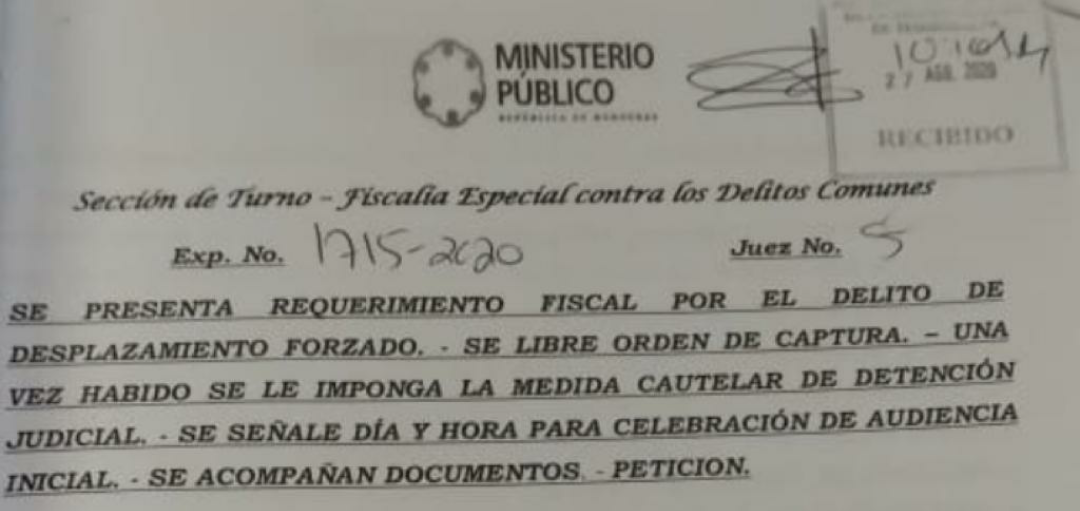 MINISTERIO
PÚBLICO
REPÚBLICA DE HONDURAS
27 AGO. 2020
RECIBIDO
Sección de Turno – Fiscalía Especial contra los Delitos Comunes
Exp. No. 1715-2020 Juez No. 5
SE PRESENTA REQUERIMIENTO FISCAL POR EL DELITO DE
DESPLAZAMIENTO FORZADO. - SE LIBRE ORDEN DE CAPTURA. – UNA
VEZ HABIDO SE LE IMPONGA LA MEDIDA CAUTELAR DE DETENCIÓN
JUDICIAL. - SE SEÑALE DÍA Y HORA PARA CELEBRACIÓN DE AUDIENCIA
INICIAL. - SE ACOMPAÑAN DOCUMENTOS. - PETICION.